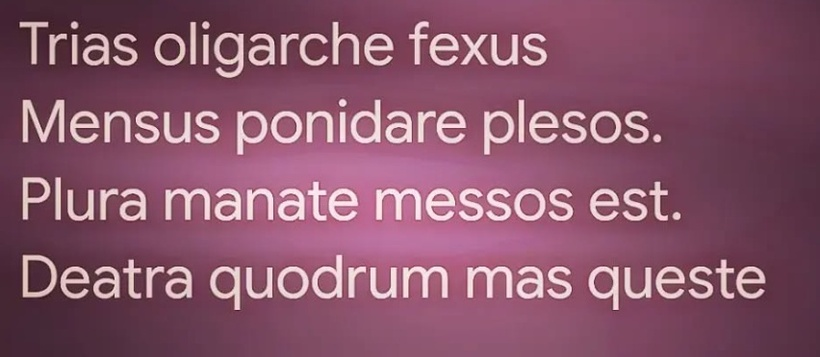 Trias oligarche fexus
Mensus ponidare plesos.
Plura manate messos est.
Deatra quodrum mas queste